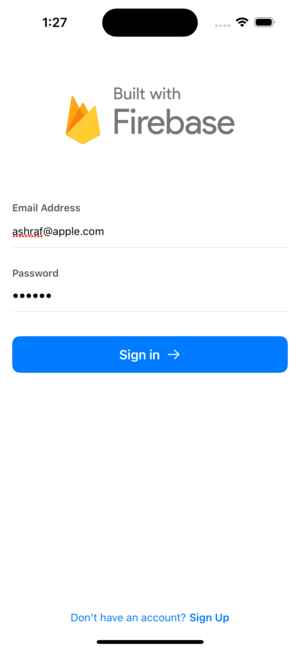 1:27
Built with
Firebase
Email Address
ashraf@apple.com
Password
••••••
Sign in →
Don't have an account? Sign Up